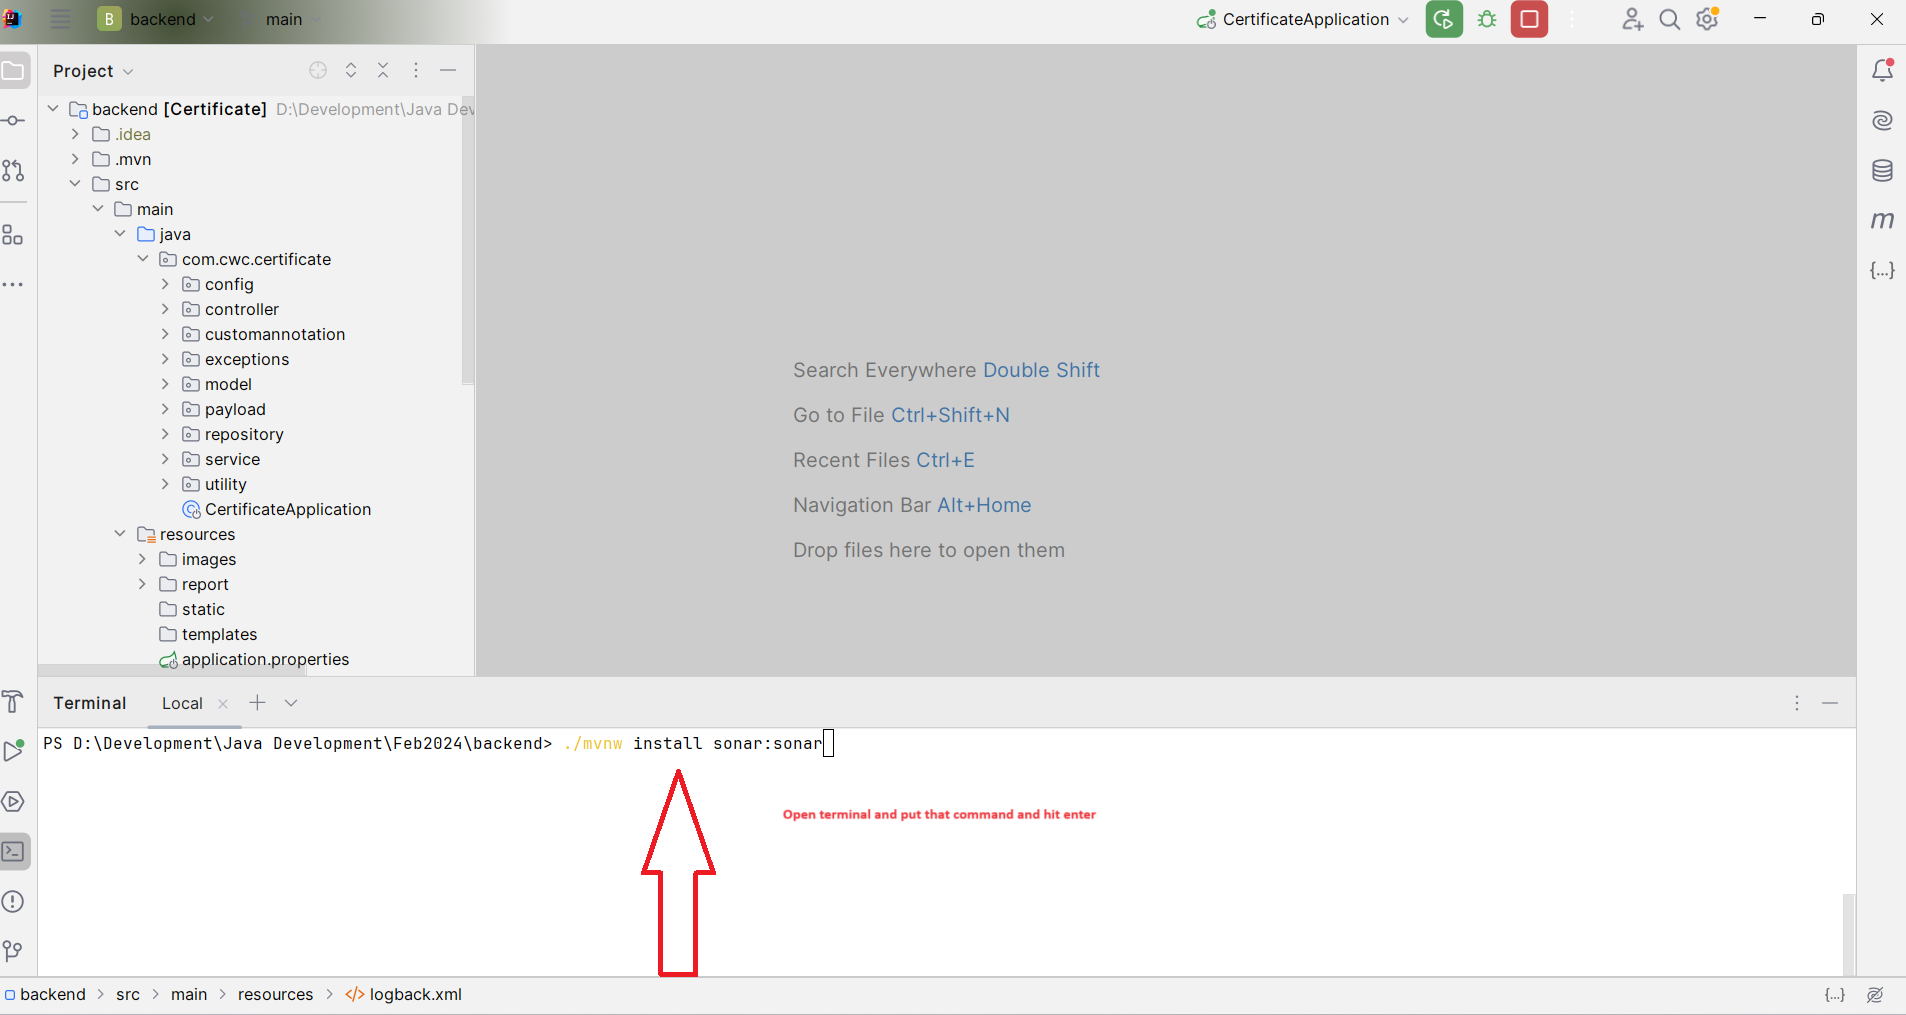 B backend main CertificateApplication
Project
backend [Certificate] D:\Development\Java Dev
.idea
.mvn
src
main
java
com.cwc.certificate
config
controller
customannotation
exceptions
model
payload
repository
service
utility
CertificateApplication
resources
images
report
static
templates
application.properties
Search Everywhere Double Shift
Go to File Ctrl+Shift+N
Recent Files Ctrl+E
Navigation Bar Alt+Home
Drop files here to open them
m
{...}
Terminal Local
PS D:\Development\Java Development\Feb2024\backend> ./mvnw install sonar:sonar
Open terminal and put that command and hit enter
backend > src > main > resources > </> logback.xml {...}